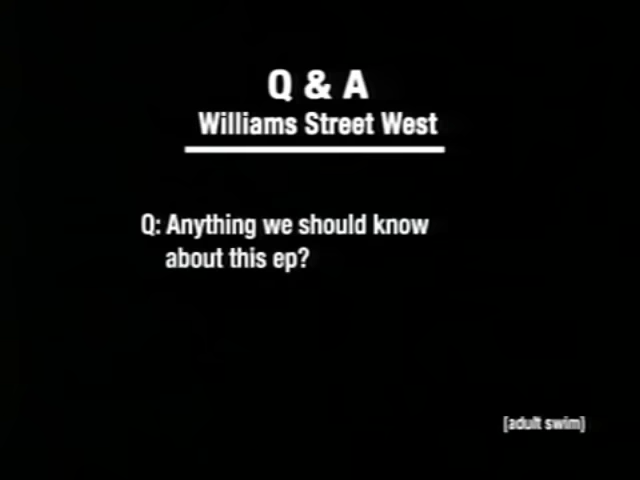 Q & A
Williams Street West
Q: Anything we should know
about this ep?
[adult swim]